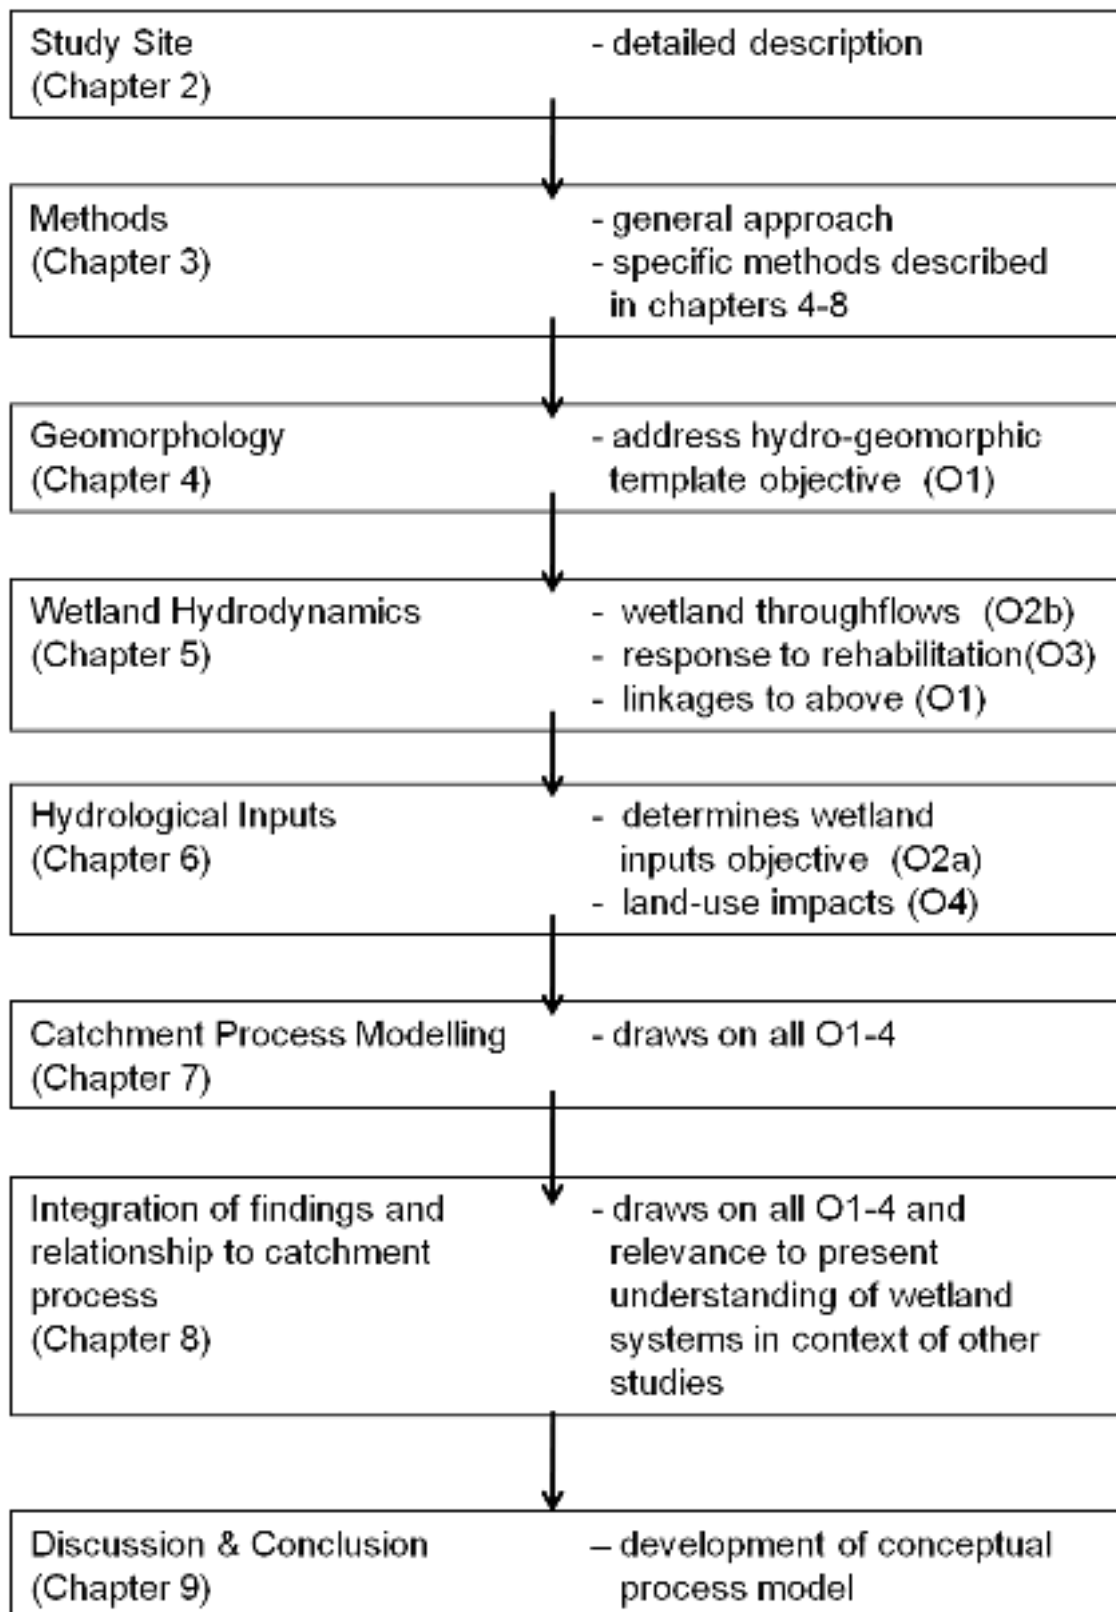 Study Site
(Chapter 2)
- detailed description
Methods
(Chapter 3)
- general approach
- specific methods described
in chapters 4-8
Geomorphology
(Chapter 4)
- address hydro-geomorphic
template objective (O1)
Wetland Hydrodynamics
(Chapter 5)
- wetland throughflows (O2b)
- response to rehabilitation(O3)
- linkages to above (O1)
Hydrological Inputs
(Chapter 6)
- determines wetland
inputs objective (O2a)
- land-use impacts (O4)
Catchment Process Modelling
(Chapter 7)
- draws on all O1-4
Integration of findings and
relationship to catchment
process
(Chapter 8)
- draws on all O1-4 and
relevance to present
understanding of wetland
systems in context of other
studies
Discussion & Conclusion
(Chapter 9)
– development of conceptual
process model